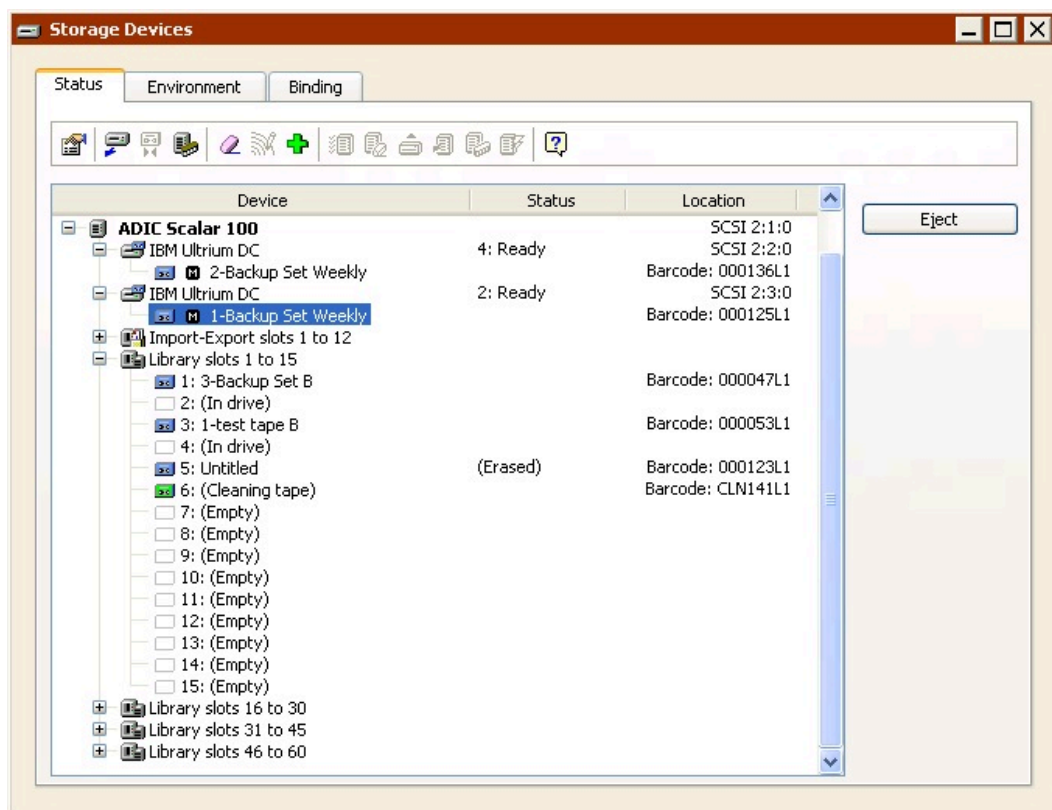 Storage Devices
Status Environment Binding
Device Status Location
Eject
ADIC Scalar 100 SCSI 2:1:0
IBM Ultrium DC 4: Ready SCSI 2:2:0
2-Backup Set Weekly Barcode: 000136L1
IBM Ultrium DC 2: Ready SCSI 2:3:0
1-Backup Set Weekly Barcode: 000125L1
Import-Export slots 1 to 12
Library slots 1 to 15
1: 3-Backup Set B Barcode: 000047L1
2: (In drive)
3: 1-test tape B Barcode: 000053L1
4: (In drive)
5: Untitled (Erased) Barcode: 000123L1
6: (Cleaning tape) Barcode: CLN141L1
7: (Empty)
8: (Empty)
9: (Empty)
10: (Empty)
11: (Empty)
12: (Empty)
13: (Empty)
14: (Empty)
15: (Empty)
Library slots 16 to 30
Library slots 31 to 45
Library slots 46 to 60